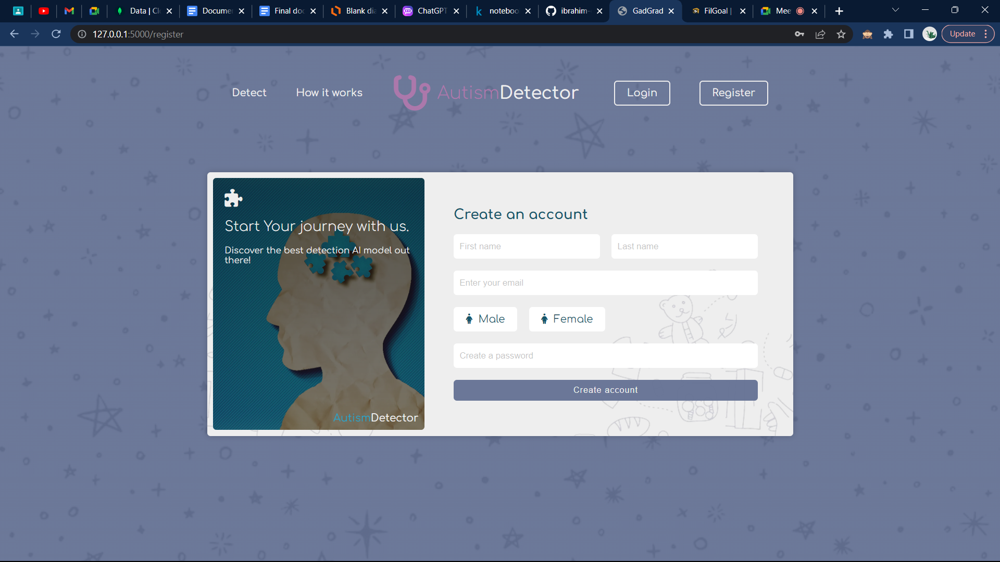 Data | Cl
Docume
Final doc
Blank dia
ChatGPT
noteboo
ibrahim-
GadGrad
FilGoal |
Mee
127.0.0.1:5000/register
Update
Detect
How it works
AutismDetector
Login
Register
Start Your journey with us.
Discover the best detection AI model out
there!
AutismDetector
Create an account
First name
Last name
Enter your email
Male
Female
Create a password
Create account